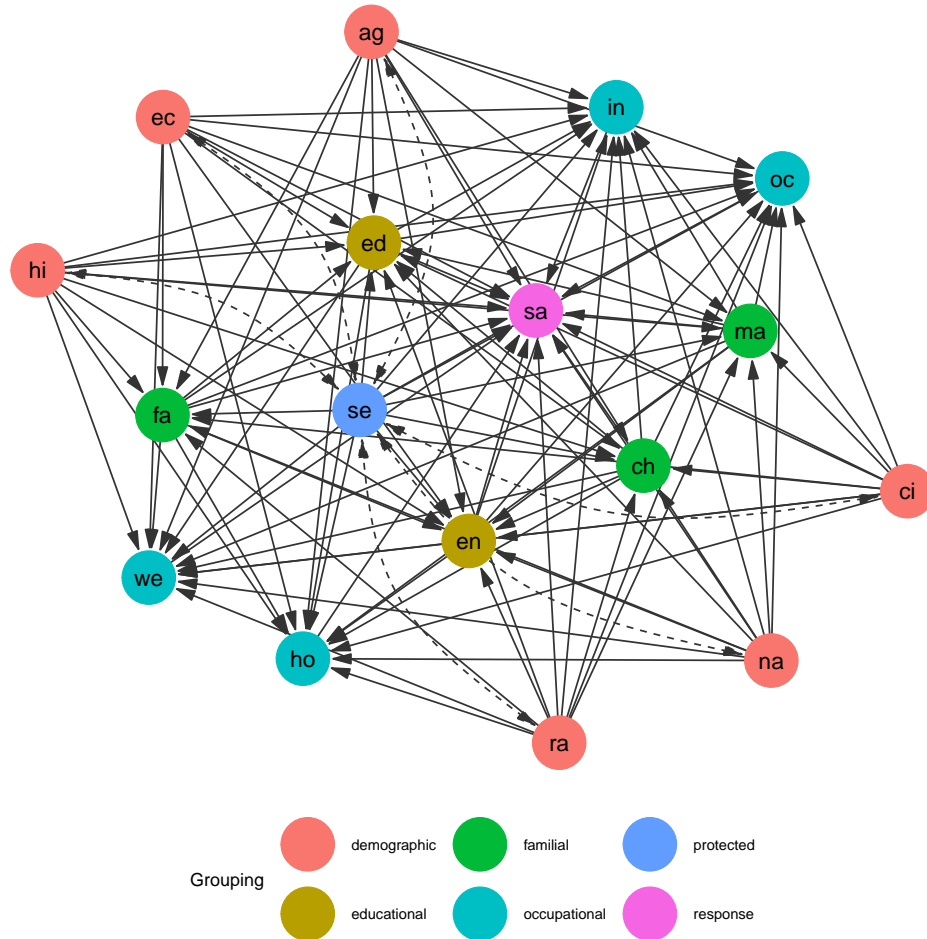 ag
in
ec
oc
ed
hi
sa
ma
fa
se
ch
ci
en
we
ho
na
ra
demographic familial protected
Grouping
educational occupational response